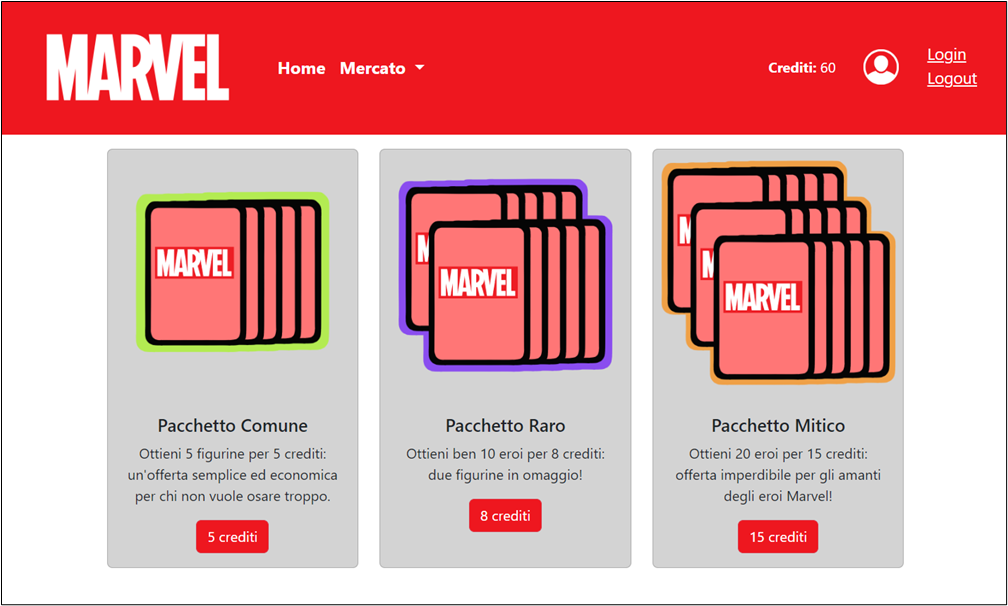 MARVEL
Home Mercato
Crediti: 60
Login
Logout
MARVEL
Pacchetto Comune
Ottieni 5 figurine per 5 crediti:
un'offerta semplice ed economica
per chi non vuole osare troppo.
5 crediti
M
MARVEL
Pacchetto Raro
Ottieni ben 10 eroi per 8 crediti:
due figurine in omaggio!
8 crediti
M
M
MARVEL
Pacchetto Mitico
Ottieni 20 eroi per 15 crediti:
offerta imperdibile per gli amanti
degli eroi Marvel!
15 crediti